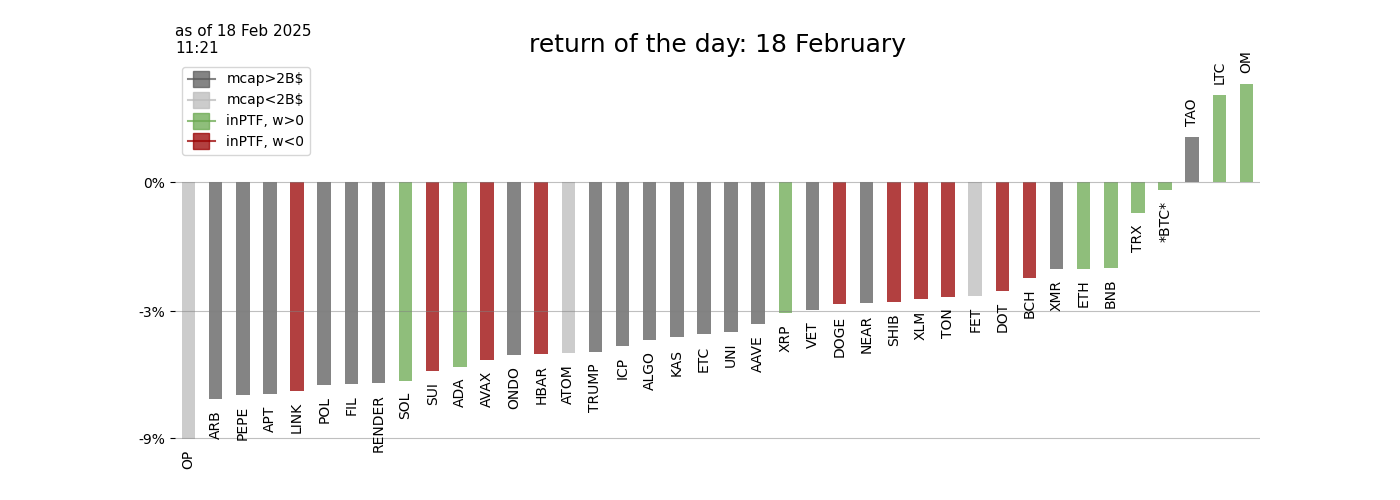 as of 18 Feb 2025
11:21
return of the day: 18 February
mcap>2B$
mcap<2B$
inPTF, w>0
inPTF, w<0
0%
-3%
-9%
OP
ARB
PEPE
APT
LINK
POL
FIL
RENDER
SOL
SUI
ADA
AVAX
ONDO
HBAR
ATOM
TRUMP
ICP
ALGO
KAS
ETC
UNI
AAVE
XRP
VET
DOGE
NEAR
SHIB
XLM
TON
FET
DOT
BCH
XMR
ETH
BNB
TRX
*BTC*
TAO
LTC
OM